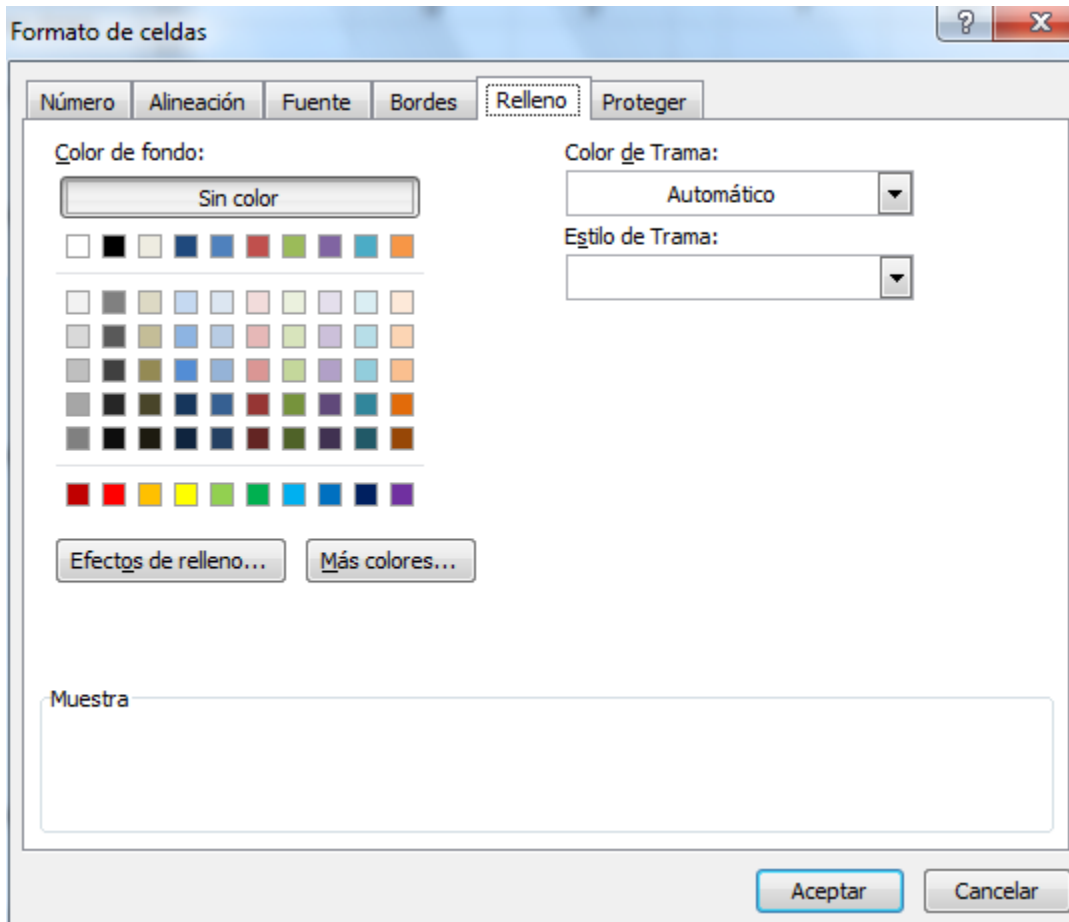 Formato de celdas
Número Alineación Fuente Bordes Relleno Proteger
Color de fondo:
Sin color
Color de Trama:
Automático
Estilo de Trama:
Efectos de relleno... Más colores...
Muestra
Aceptar Cancelar